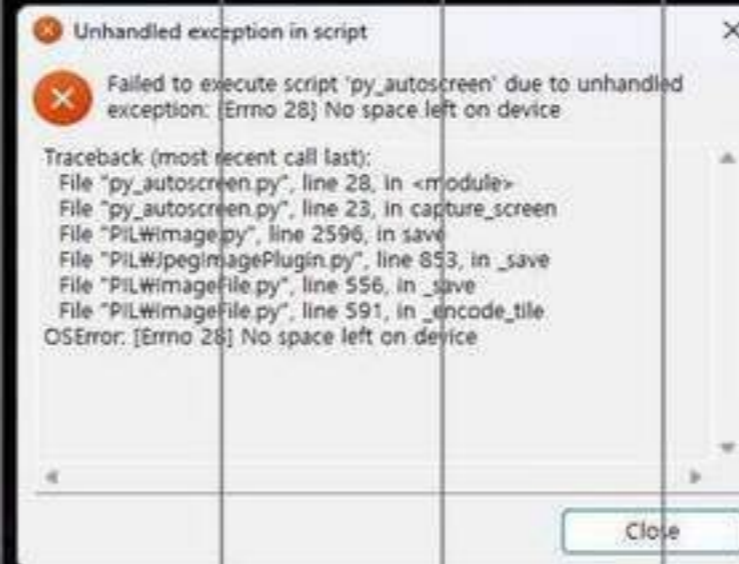 Unhandled exception in script
Failed to execute script 'py_autoscreen' due to unhandled
exception: [Errno 28] No space left on device
Traceback (most recent call last):
File "py_autoscreen.py", line 28, in <module>
File "py_autoscreen.py", line 23, in capture_screen
File "PIL₩Image.py", line 2596, in save
File "PIL₩JpegImagePlugin.py", line 853, in _save
File "PIL₩ImageFile.py", line 556, in _save
File "PIL₩ImageFile.py", line 591, in _encode_tile
OSError: [Errno 28] No space left on device
Close